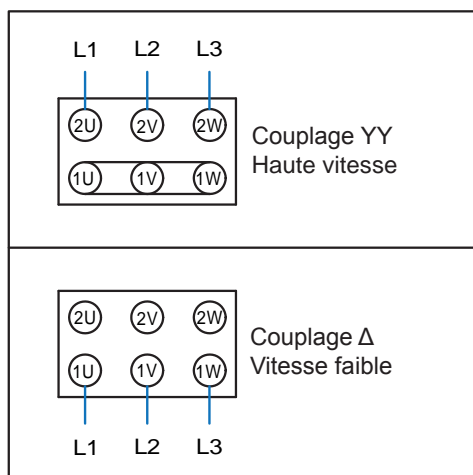 L1 L2 L3
2U 2V 2W
1U 1V 1W
Couplage YY
Haute vitesse
2U 2V 2W
1U 1V 1W
Couplage Δ
Vitesse faible
L1 L2 L3